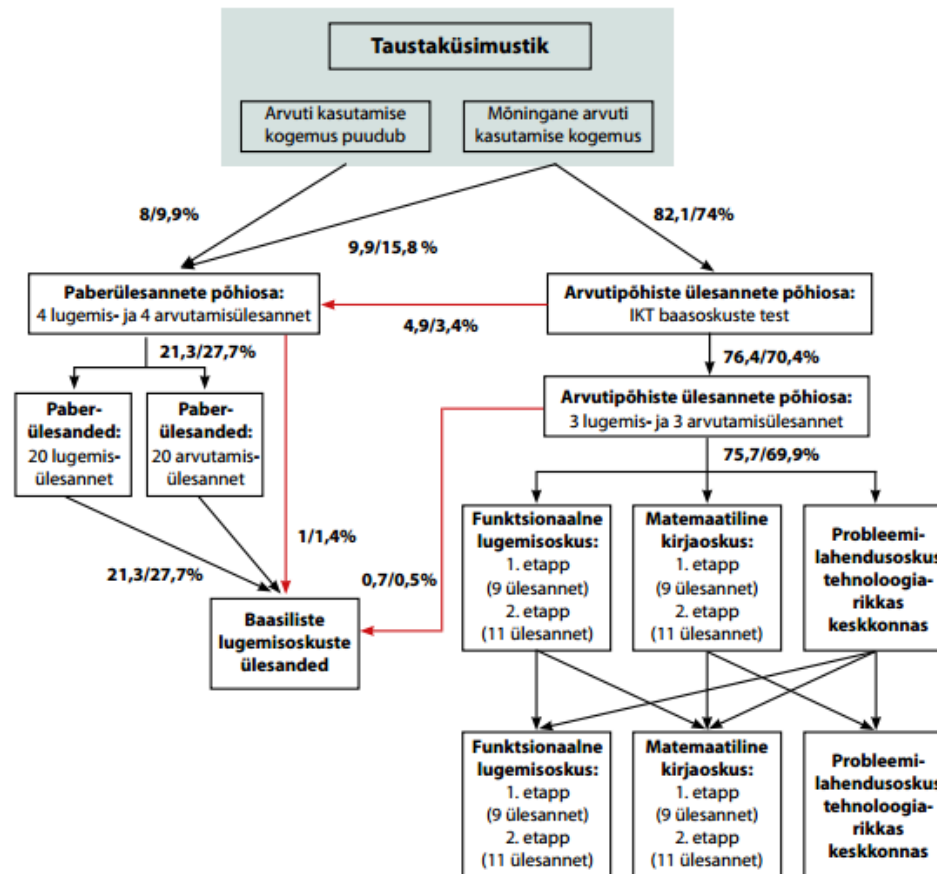 Taustaküsimustik
Arvuti kasutamise
kogemus puudub
Mõningane arvuti
kasutamise kogemus
8/9,9%
82,1/74%
9,9/15,8 %
Paberülesannete põhiosa:
4 lugemis- ja 4 arvutamisülesannet
Arvutipõhiste ülesannete põhiosa:
IKT baasoskuste test
4,9/3,4%
21,3/27,7%
76,4/70,4%
Arvutipõhiste ülesannete põhiosa:
3 lugemis- ja 3 arvutamisülesannet
Paber-
ülesanded:
20 lugemis-
ülesannet
Paber-
ülesanded:
20 arvutamis-
ülesannet
75,7/69,9%
Funktsionaalne
lugemisoskus:
1. etapp
(9 ülesannet)
2. etapp
(11 ülesannet)
Matemaatiline
kirjaoskus:
1. etapp
(9 ülesannet)
2. etapp
(11 ülesannet)
Probleemi-
lahendusoskus
tehnoloogia-
rikkas
keskkonnas
1/1,4%
21,3/27,7%
0,7/0,5%
Baasiliste
lugemisoskuste
ülesanded
Funktsionaalne
lugemisoskus:
1. etapp
(9 ülesannet)
2. etapp
(11 ülesannet)
Matemaatiline
kirjaoskus:
1. etapp
(9 ülesannet)
2. etapp
(11 ülesannet)
Probleemi-
lahendusoskus
tehnoloogia-
rikkas
keskkonnas